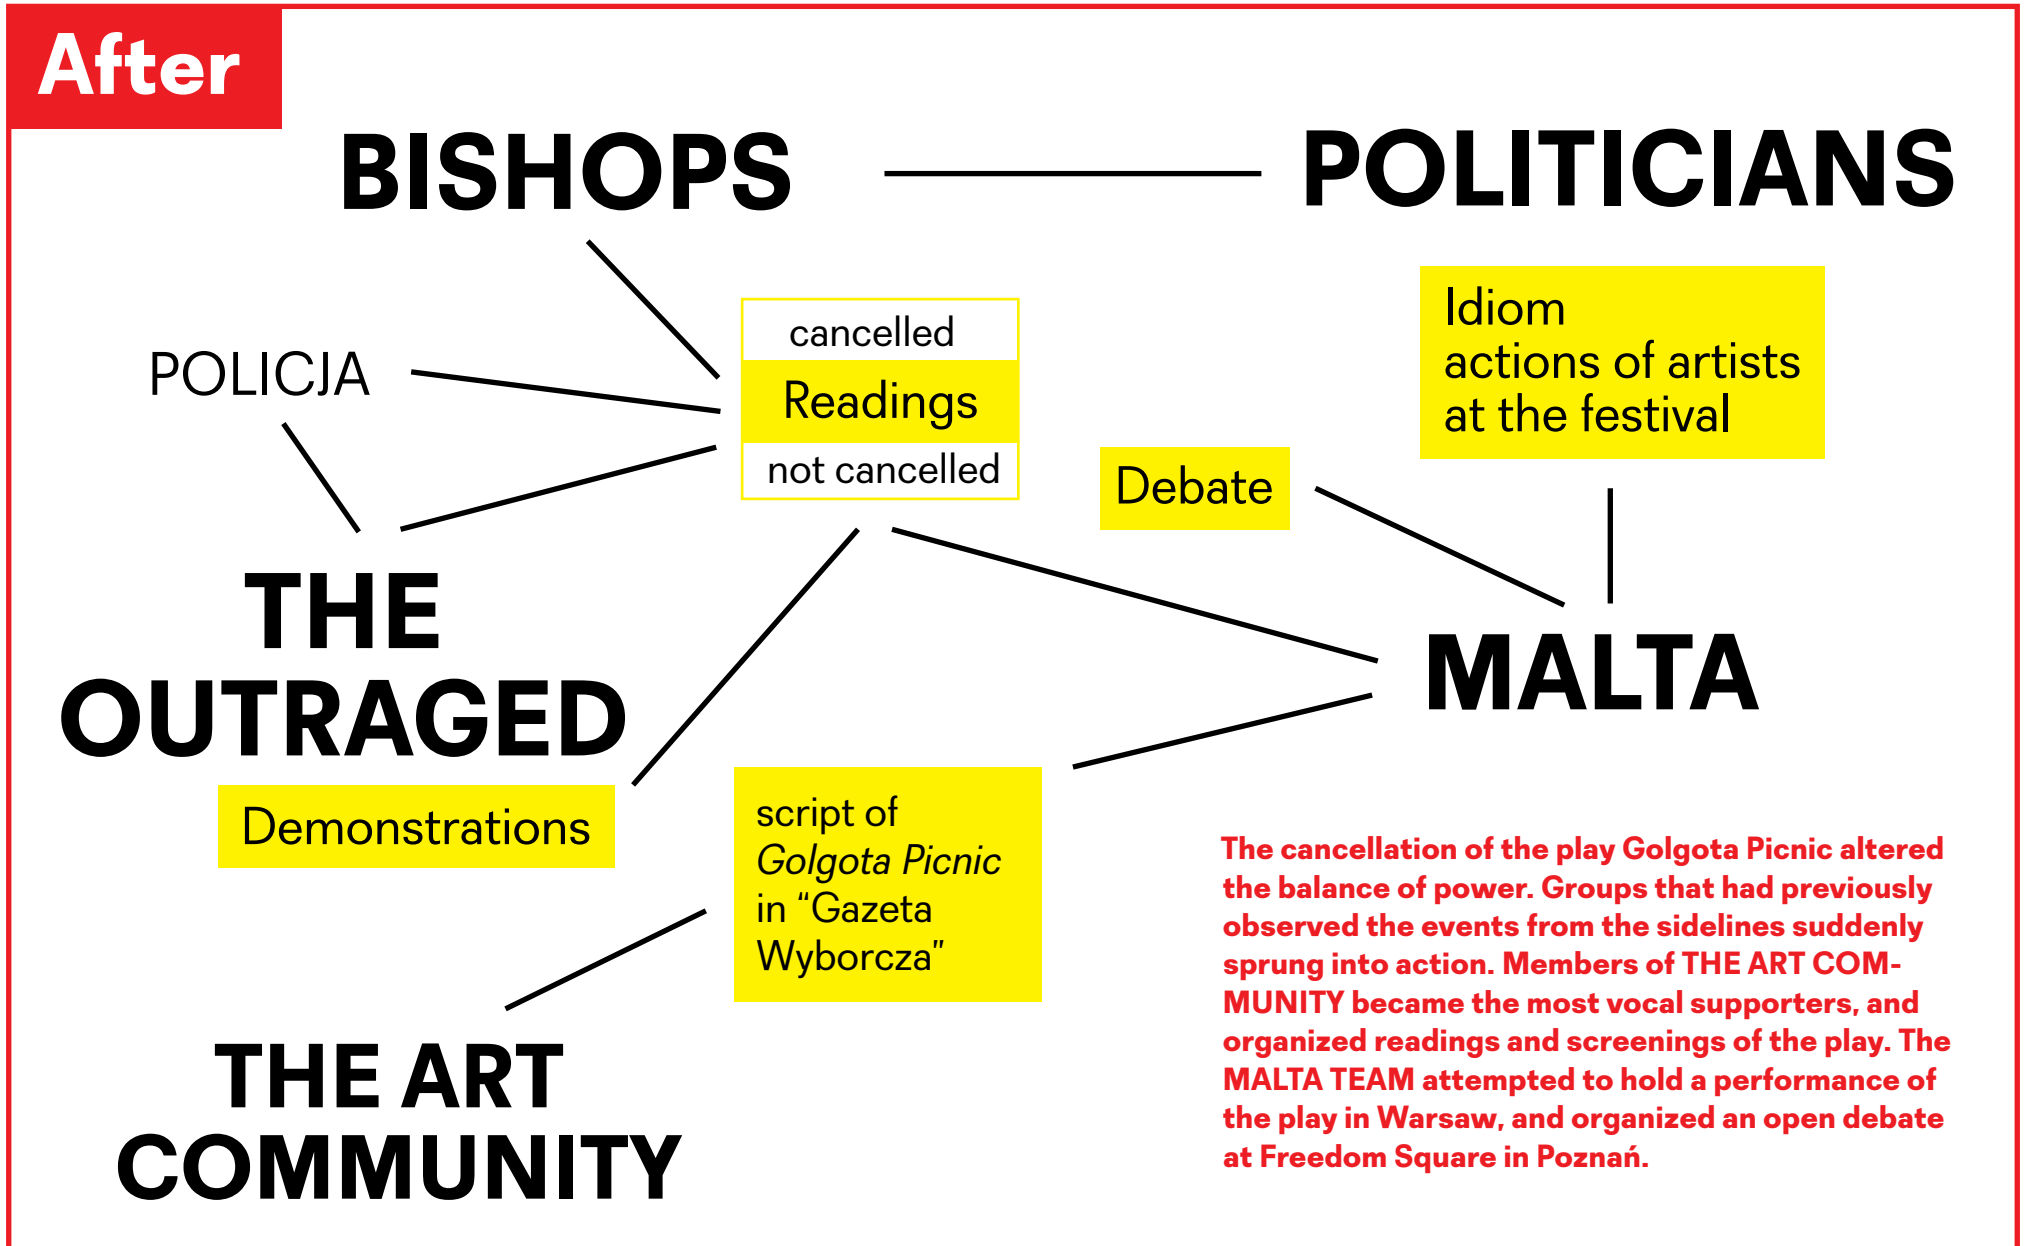 After
BISHOPS
POLITICIANS
Idiom
actions of artists
at the festival
cancelled
Readings
not cancelled
POLICJA
Debate
THE
OUTRAGED
Demonstrations
MALTA
script of
Golgota Picnic
in “Gazeta
Wyborcza”
THE ART
COMMUNITY
The cancellation of the play Golgota Picnic altered
the balance of power. Groups that had previously
observed the events from the sidelines suddenly
sprung into action. Members of THE ART COM-
MUNITY became the most vocal supporters, and
organized readings and screenings of the play. The
MALTA TEAM attempted to hold a performance of
the play in Warsaw, and organized an open debate
at Freedom Square in Poznań.